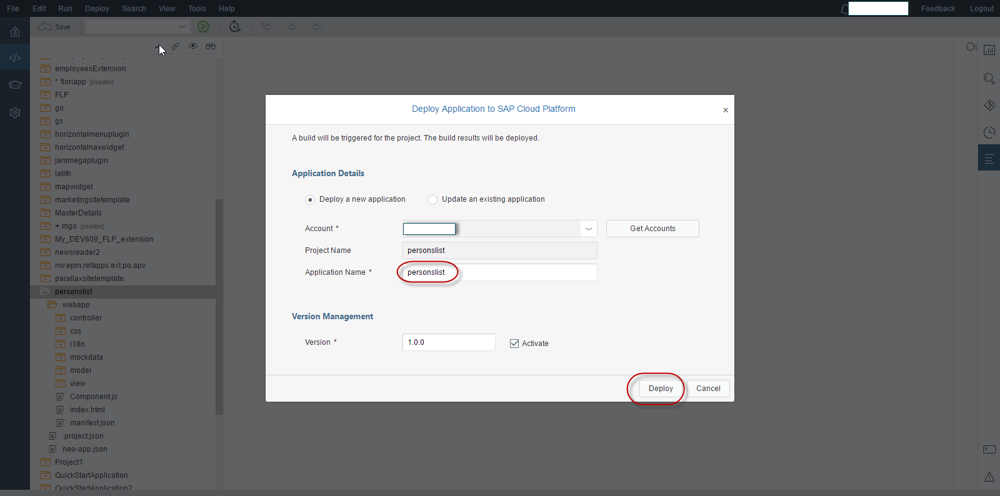 File Edit Run Deploy Search View Tools Help Feedback Logout
Save
employeesExtension
* fioriapp [master]
FLP
go
gs
horizontalmenuplugin
horizontalnavwidget
jammegaplugin
lalith
mapwidget
marketingsitetemplate
MasterDetails
+ mgo [master]
My_DEV609_FLP_extension
newsreader2
nw.epm.refapps.ext.po.apv
parallaxsitetemplate
personslist
webapp
controller
css
i18n
mockdata
model
view
Component.js
index.html
manifest.json
.project.json
neo-app.json
Project1
QuickStartApplication
QuickStartApplication2
Deploy Application to SAP Cloud Platform
×
A build will be triggered for the project. The build results will be deployed.
Application Details
Deploy a new application Update an existing application
Account * Get Accounts
Project Name personslist
Application Name * personslist
Version Management
Version * 1.0.0 Activate
Deploy Cancel